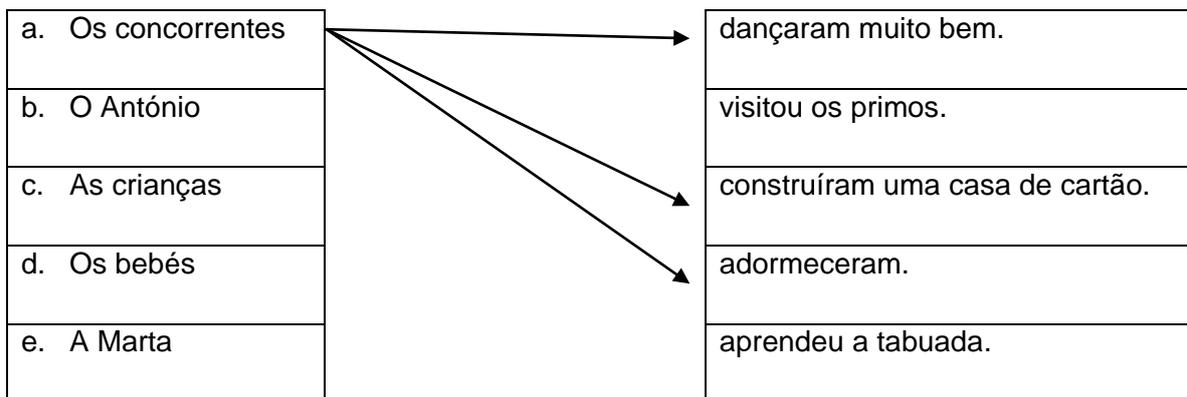 a. Os concorrentes
dançaram muito bem.
b. O António
visitou os primos.
c. As crianças
construíram uma casa de cartão.
d. Os bebés
adormeceram.
e. A Marta
aprendeu a tabuada.